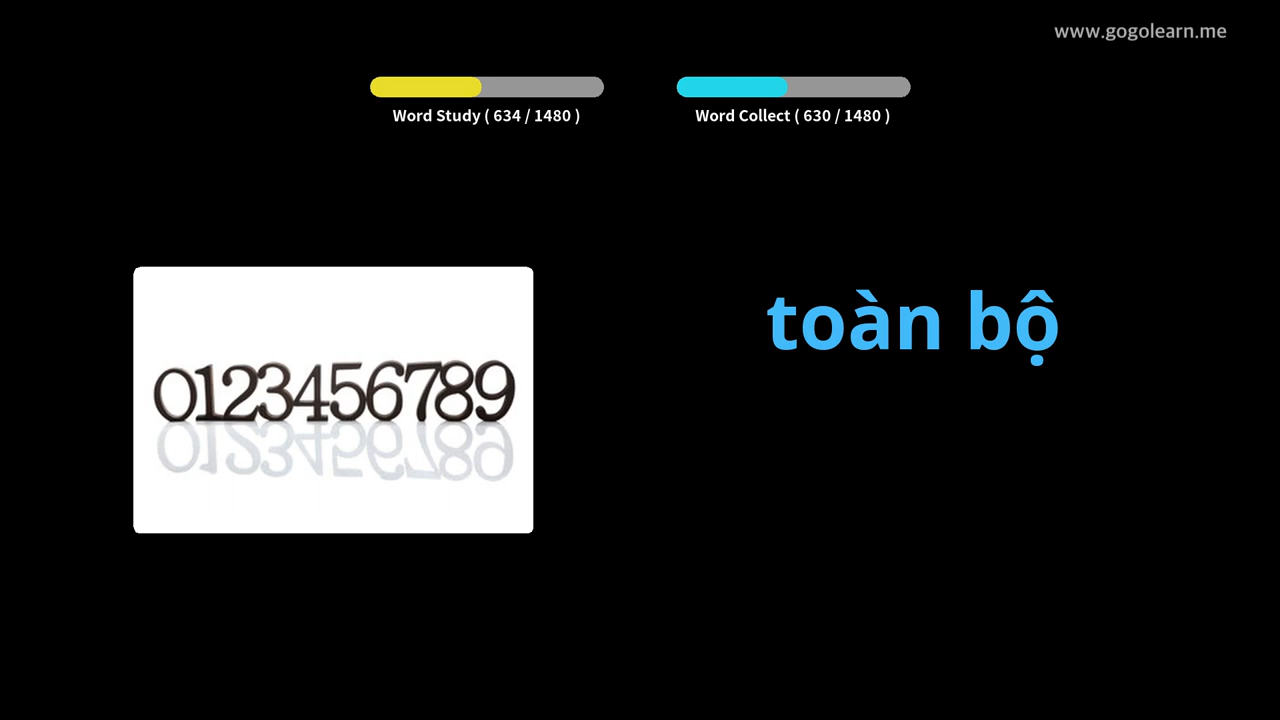 www.gogolearn.me
Word Study ( 634 / 1480 )
Word Collect ( 630 / 1480 )
toàn bộ
0123456789